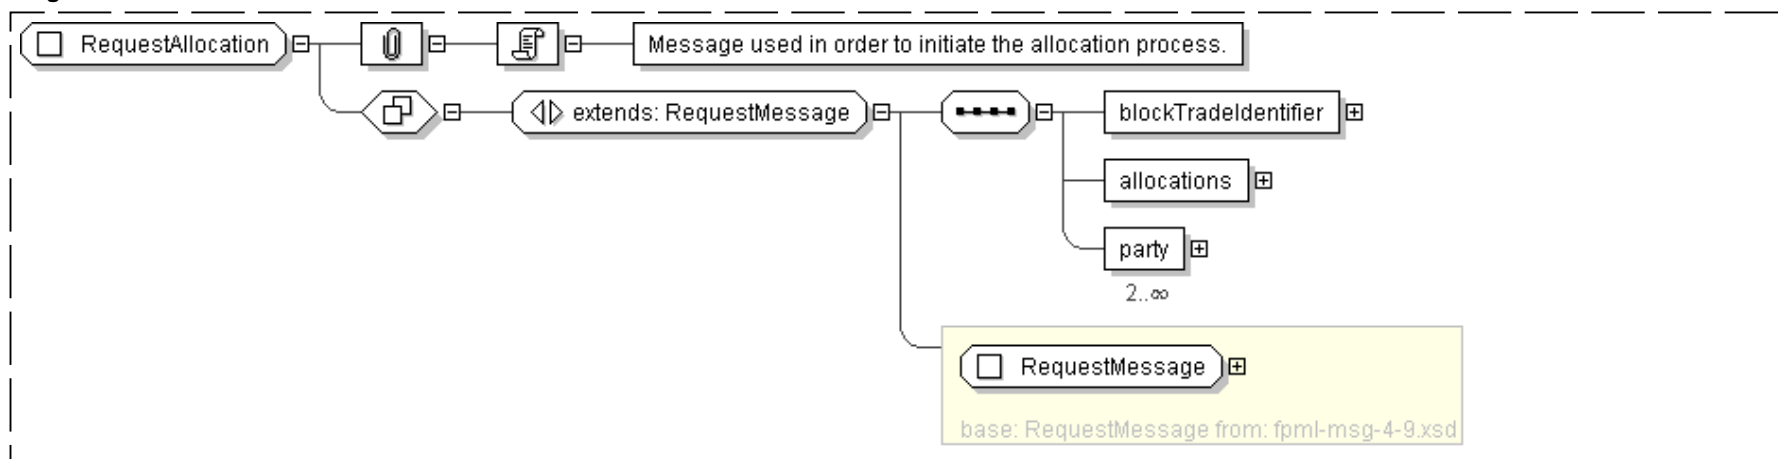 RequestAllocation
Message used in order to initiate the allocation process.
extends: RequestMessage
blockTradeIdentifier
allocations
party
2..∞
RequestMessage
base: RequestMessage from: fpml-msg-4-9.xsd